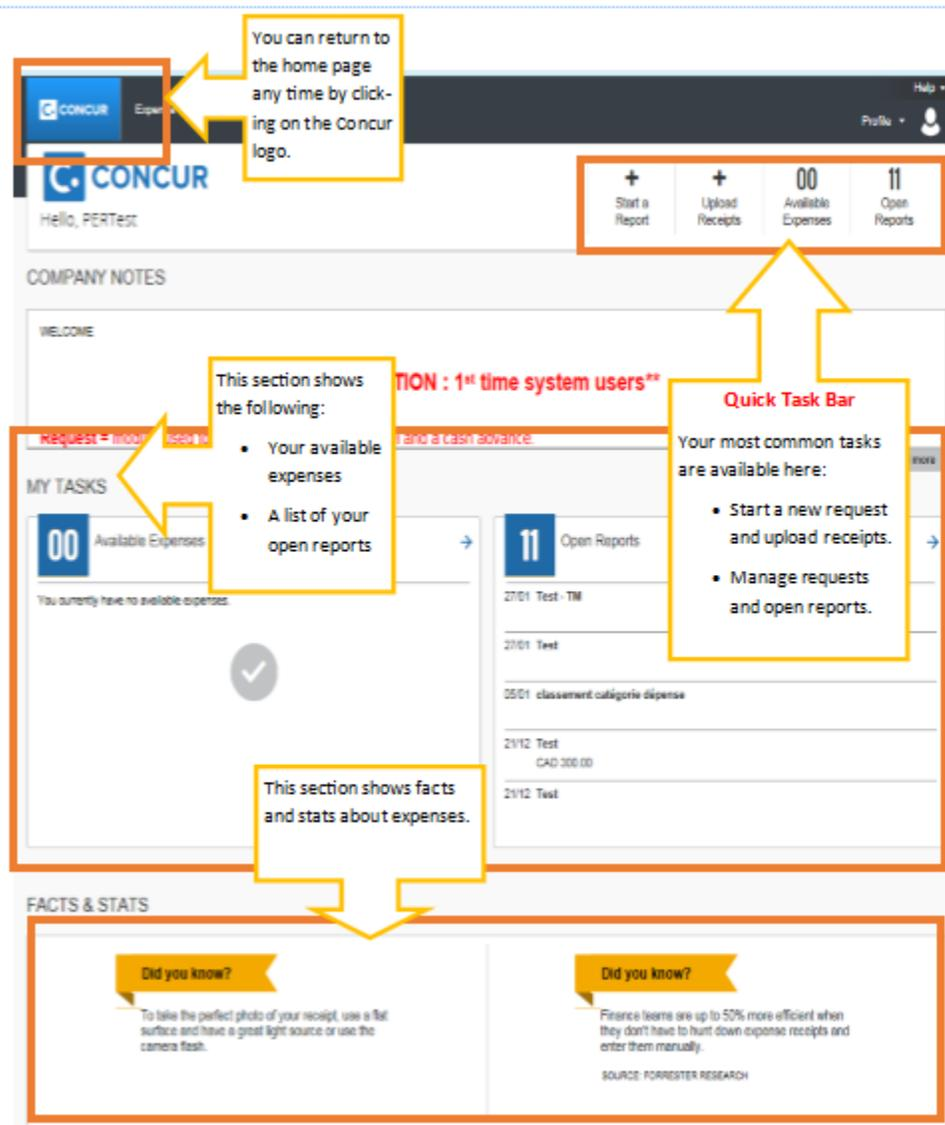 You can return to
the home page
any time by click-
ing on the Concur
logo.
C. CONCUR
Help
Profile
C. CONCUR
Hello, PERTest
+ Start a Report
+ Upload Receipts
00 Available Expenses
11 Open Reports
COMPANY NOTES
WELCOME
TION : 1st time system users**
Request =
and a cash advance.
more
This section shows
the following:
• Your available
expenses
• A list of your
open reports
Quick Task Bar
Your most common tasks
are available here:
• Start a new request
and upload receipts.
• Manage requests
and open reports.
MY TASKS
00 Available Expenses
You currently have no available expenses.
11 Open Reports
27/01 Test - TM
27/01 Test
05/01 classement catégorie dépense
21/12 Test
CAD 300.00
21/12 Test
This section shows facts
and stats about expenses.
FACTS & STATS
Did you know?
To take the perfect photo of your receipt, use a flat
surface and have a great light source or use the
camera flash.
Did you know?
Finance teams are up to 50% more efficient when
they don't have to hunt down expense receipts and
enter them manually.
SOURCE: FORRESTER RESEARCH